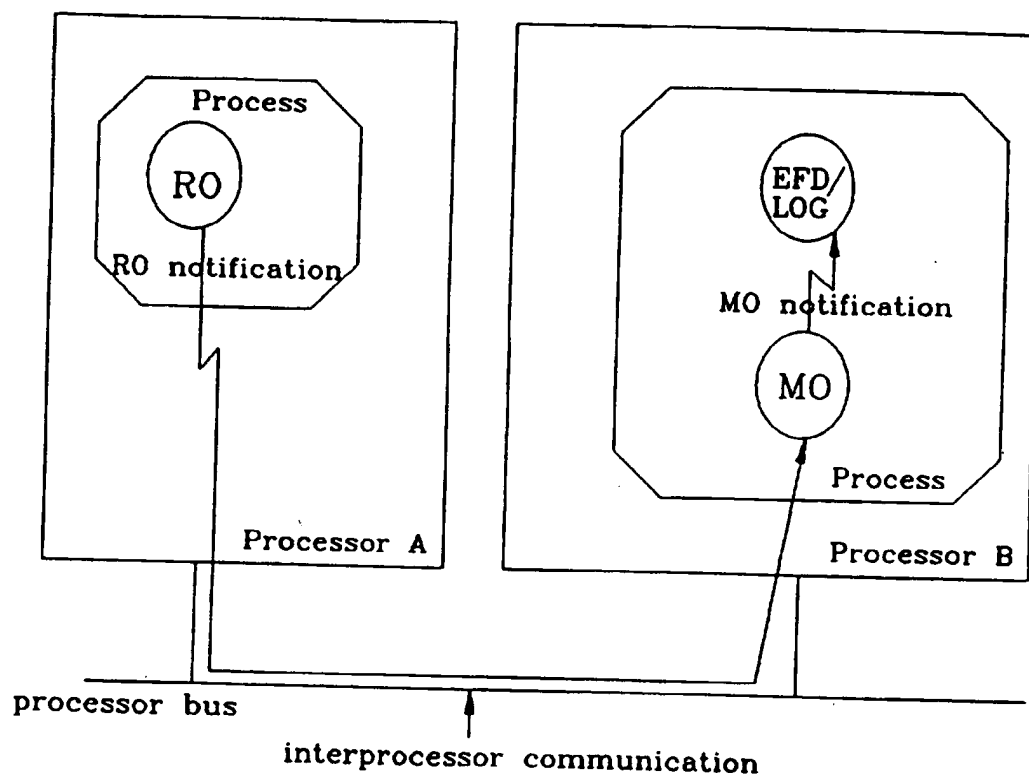 Process
RO
RO notification
Processor A
EFD/
LOG
MO notification
MO
Process
Processor B
processor bus
interprocessor communication